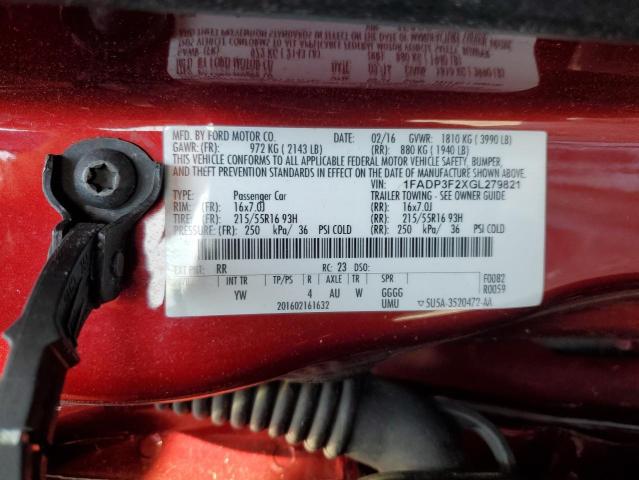 MFD. BY FORD MOTOR CO. DATE: 02/16 GVWR: 1810 KG ( 3990 LB)
GAWR: (FR): 972 KG ( 2143 LB) (RR): 880 KG ( 1940 LB)
THIS VEHICLE CONFORMS TO ALL APPLICABLE FEDERAL MOTOR VEHICLE SAFETY, BUMPER,
AND THEFT PREVENTION STANDARDS IN EFFECT ON THE DATE OF MANUFACTURE SHOWN ABOVE.
VIN: 1FADP3F2XGL279821
TYPE: Passenger Car TRAILER TOWING - SEE OWNER GUIDE
RIM: (FR): 16x7.0J (RR): 16x7.0J
TIRE: (FR): 215/55R16 93H (RR): 215/55R16 93H
PRESSURE: (FR): 250 kPa/ 36 PSI COLD (RR): 250 kPa/ 36 PSI COLD
EXT PNT: RR RC: 23 DSO:
INT TR TP/PS R AXLE TR SPR F0082
YW 4 AU W GGGG R0059
201602161632 UMU 5U5A-3520472-AA